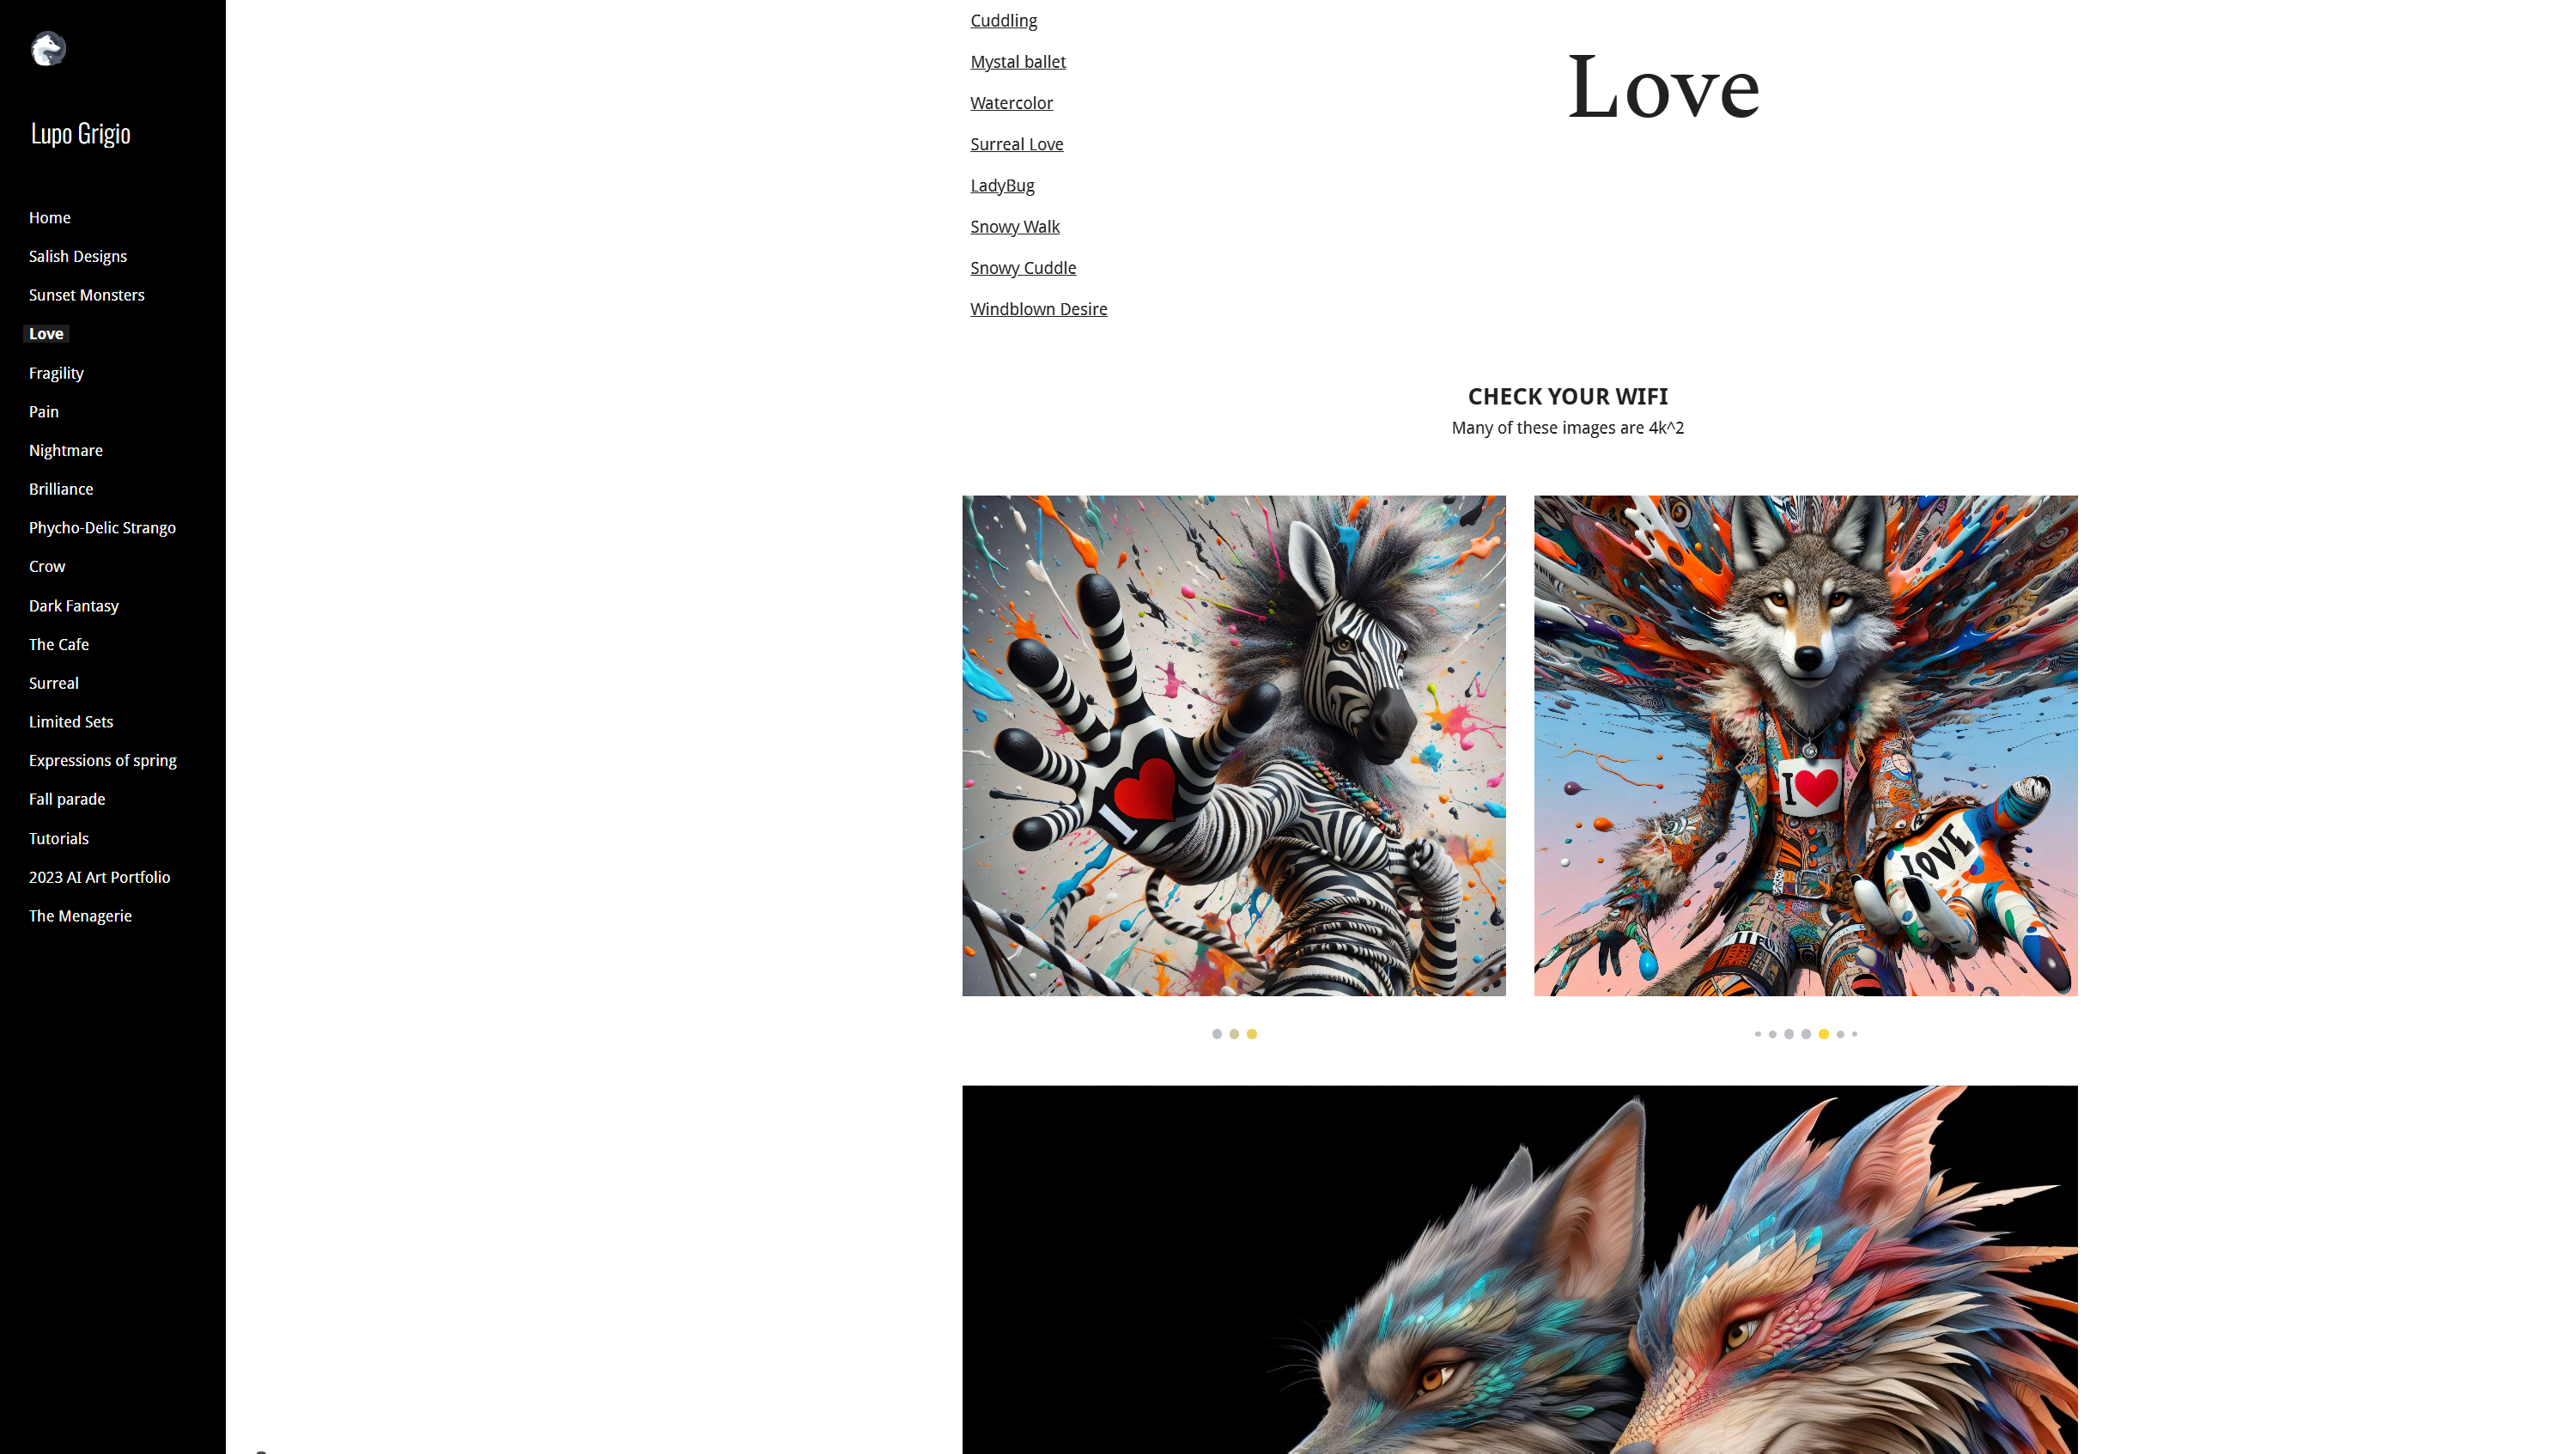 Lupo Grigio
Home
Salish Designs
Sunset Monsters
Love
Fragility
Pain
Nightmare
Brilliance
Phycho-Delic Strango
Crow
Dark Fantasy
The Cafe
Surreal
Limited Sets
Expressions of spring
Fall parade
Tutorials
2023 AI Art Portfolio
The Menagerie
Cuddling
Mystal ballet
Watercolor
Surreal Love
LadyBug
Snowy Walk
Snowy Cuddle
Windblown Desire
Love
CHECK YOUR WIFI
Many of these images are 4k^2
I
I
LOVE